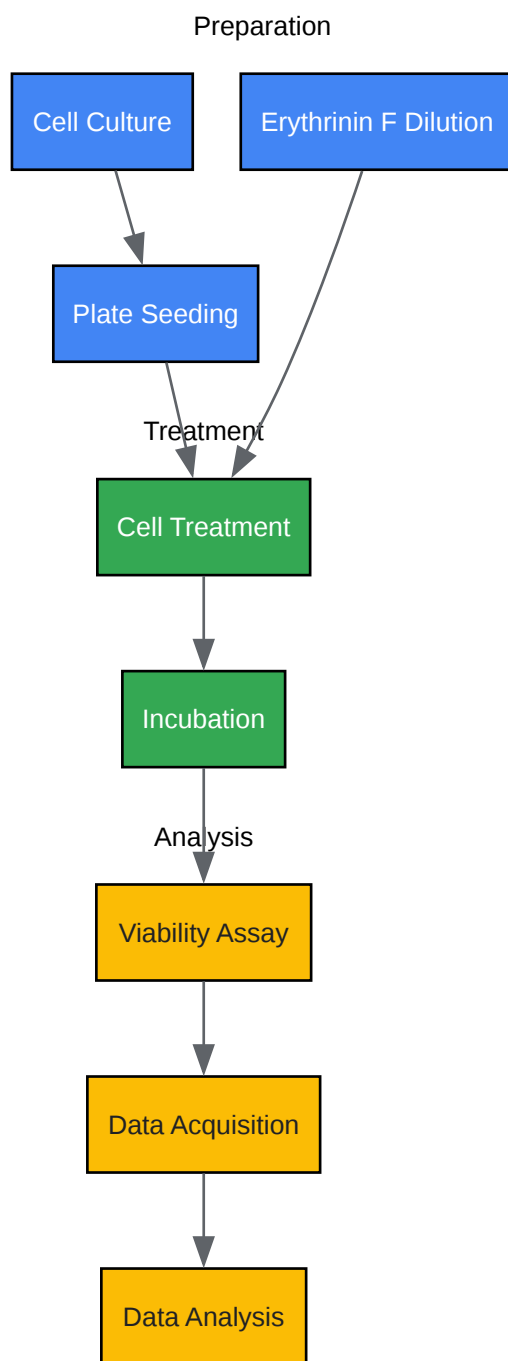 Preparation
Cell Culture
Erythrinin F Dilution
Plate Seeding
Treatment
Cell Treatment
Incubation
Analysis
Viability Assay
Data Acquisition
Data Analysis